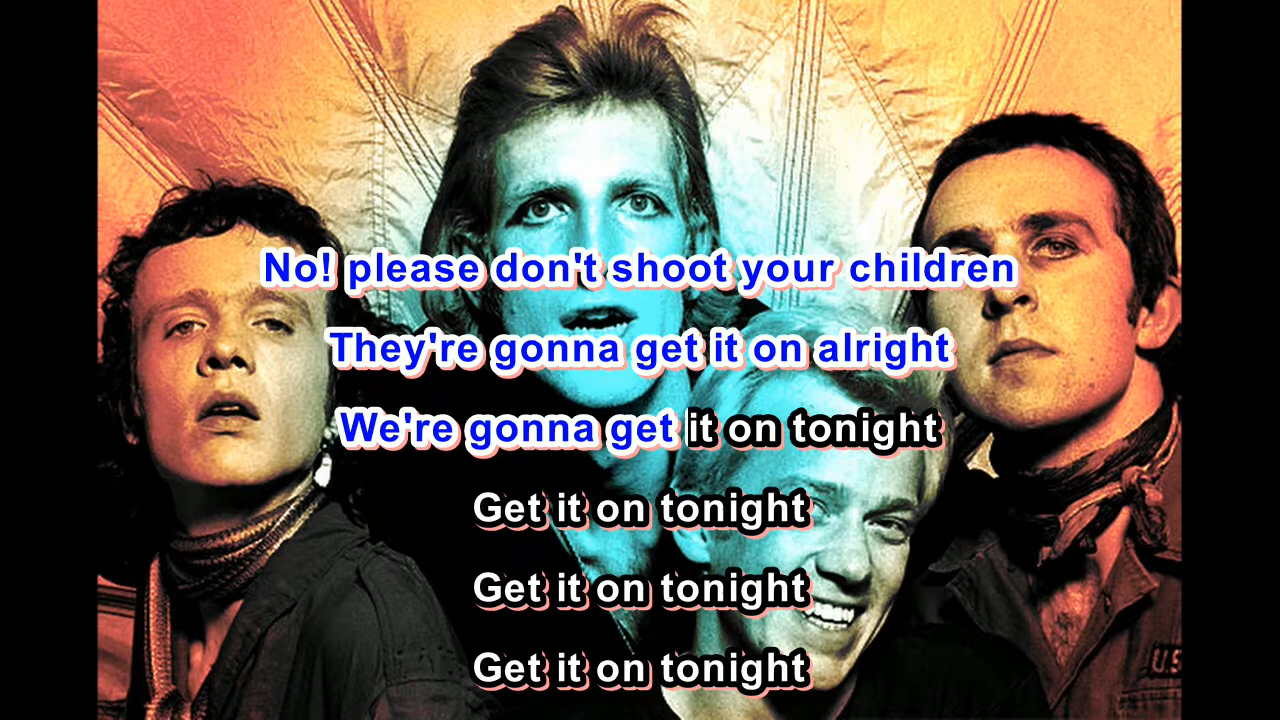 No! please don't shoot your children
They're gonna get it on alright
We're gonna get it on tonight
Get it on tonight
Get it on tonight
Get it on tonight
U.S